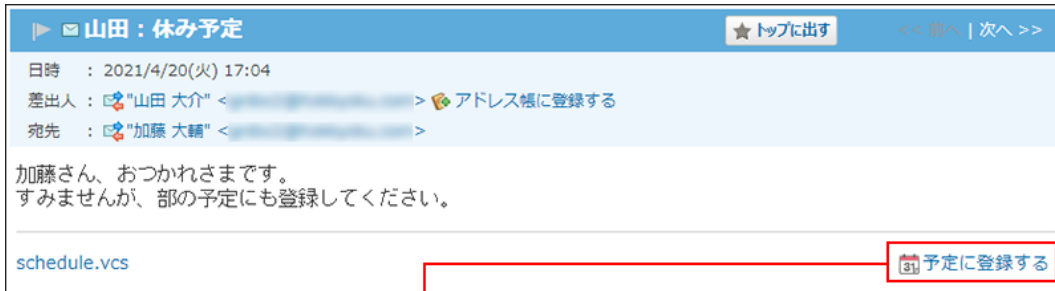 山田：休み予定
トップに出す
<< 前へ | 次へ >>
日時 : 2021/4/20(火) 17:04
差出人 : "山田 大介" < > アドレス帳に登録する
宛先 : "加藤 大輔" < >
加藤さん、おつかれさまです。
すみませんが、部の予定にも登録してください。
schedule.vcs
31 予定に登録する